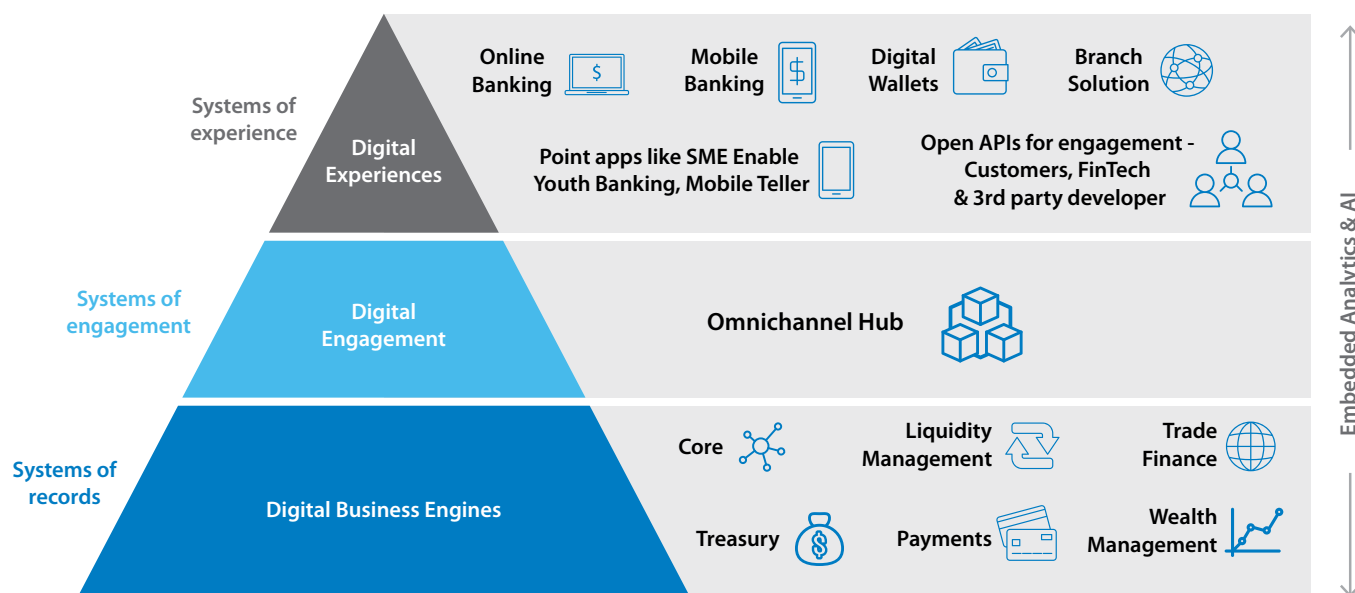 Online
Banking
Mobile
Banking
Digital
Wallets
Branch
Solution
Systems of
experience
Digital
Experiences
Point apps like SME Enable
Youth Banking, Mobile Teller
Open APIs for engagement -
Customers, FinTech
& 3rd party developer
Systems of
engagement
Digital
Engagement
Omnichannel Hub
Systems of
records
Digital Business Engines
Core
Liquidity
Management
Trade
Finance
Treasury
Payments
Wealth
Management
Embedded Analytics & AI